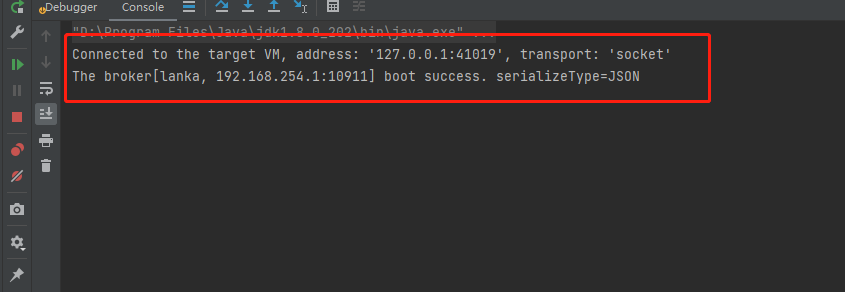 Debugger Console
"D:\Program Files\Java\jdk1.8.0_202\bin\java.exe" ...
Connected to the target VM, address: '127.0.0.1:41019', transport: 'socket'
The broker[lanka, 192.168.254.1:10911] boot success. serializeType=JSON